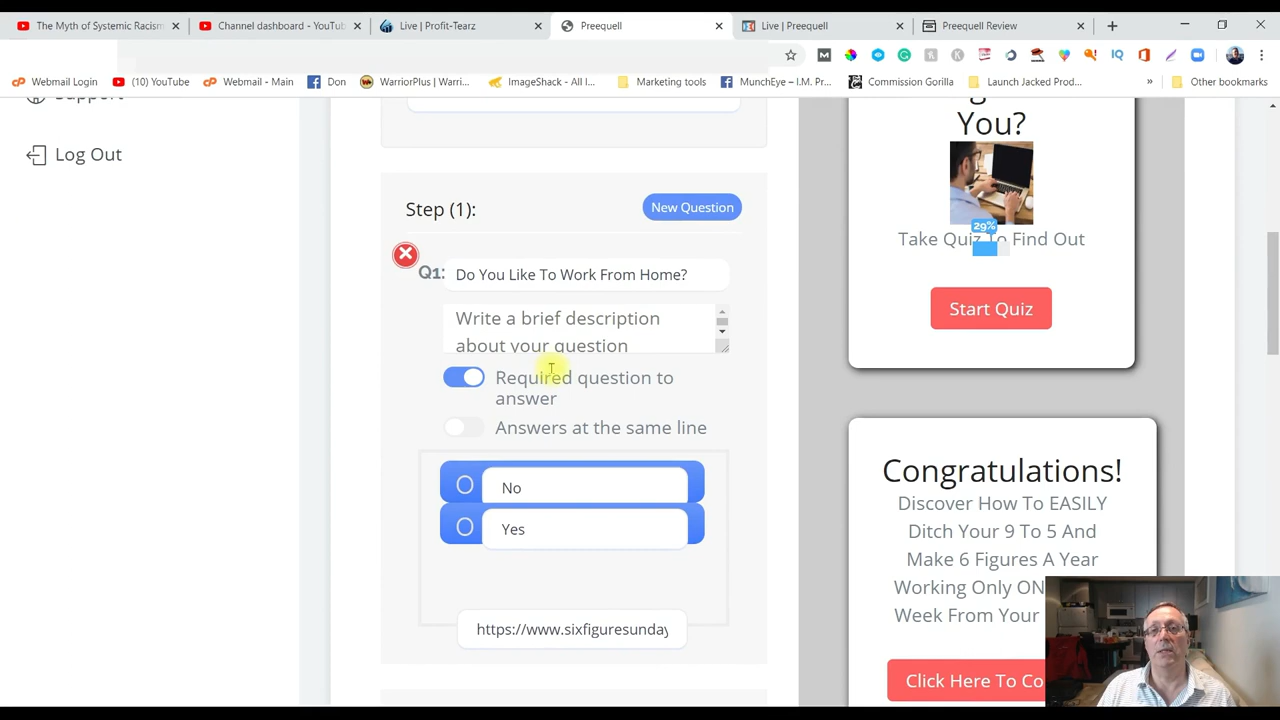 The Myth of Systemic Racism
Channel dashboard - YouTu
Live | Profit-Tearz
Preequell
Live | Preequell
Preequell Review
Webmail Login
(10) YouTube
Webmail - Main
Don
WarriorPlus | Warri...
ImageShack - All I...
Marketing tools
MunchEye – I.M. Pr...
Commission Gorilla
Launch Jacked Prod...
»
Other bookmarks
Log Out
Step (1):
New Question
Q1:
Do You Like To Work From Home?
Write a brief description
about your question
Required question to
answer
Answers at the same line
No
Yes
https://www.sixfiguresunday
You?
29%
Take Quiz To Find Out
Start Quiz
Congratulations!
Discover How To EASILY
Ditch Your 9 To 5 And
Make 6 Figures A Year
Working Only ON
Week From Your
Click Here To Co